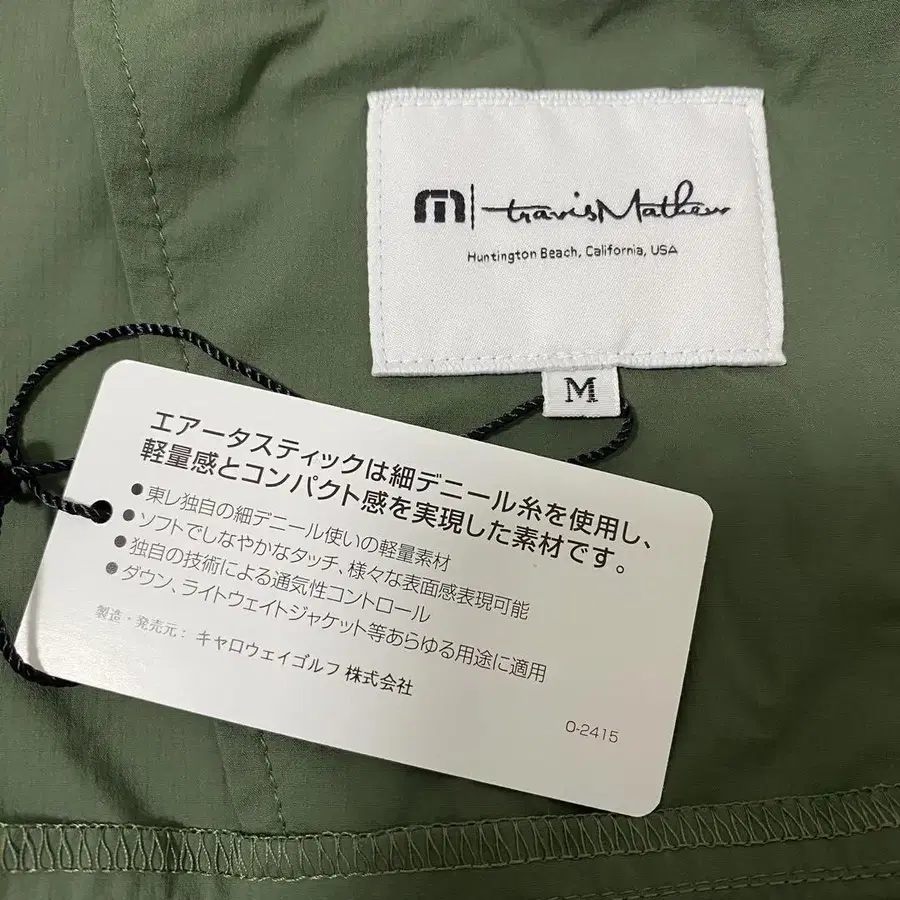 travisMathew
Huntington Beach, California, USA
M
エアータスティックは細デニール糸を使用し、
軽量感とコンパクト感を実現した素材です。
●東レ独自の細デニール使いの軽量素材
●ソフトでしなやかなタッチ、様々な表面感表現可能
●独自の技術による通気性コントロール
●ダウン、ライトウェイトジャケット等あらゆる用途に適用
製造・発売元：キャロウェイゴルフ 株式会社
0-2415